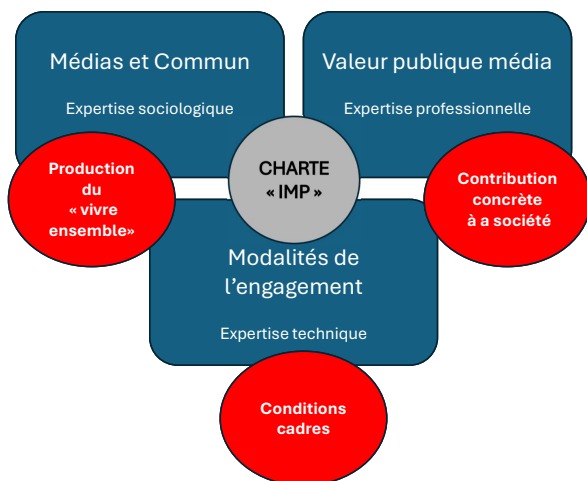 Médias et Commun
Expertise sociologique
Valeur publique média
Expertise professionnelle
Production
du
« vivre
ensemble»
CHARTE
« IMP »
Contribution
concrète
à a société
Modalités de
l’engagement
Expertise technique
Conditions
cadres